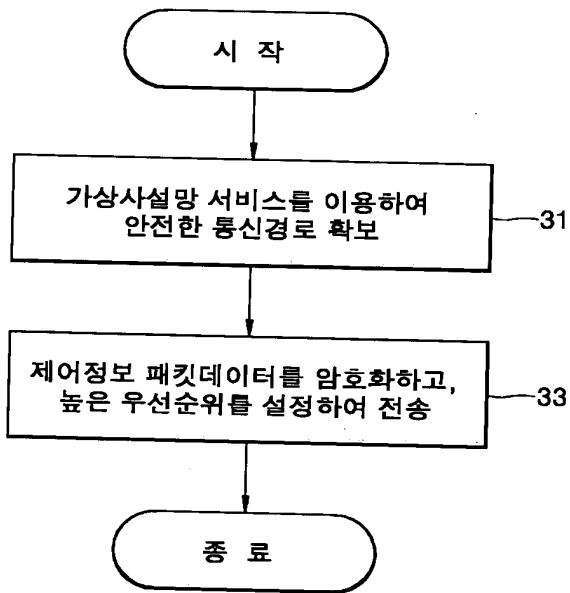 시 작
가상사설망 서비스를 이용하여
안전한 통신경로 확보
31
제어정보 패킷데이터를 암호화하고,
높은 우선순위를 설정하여 전송
33
종 료